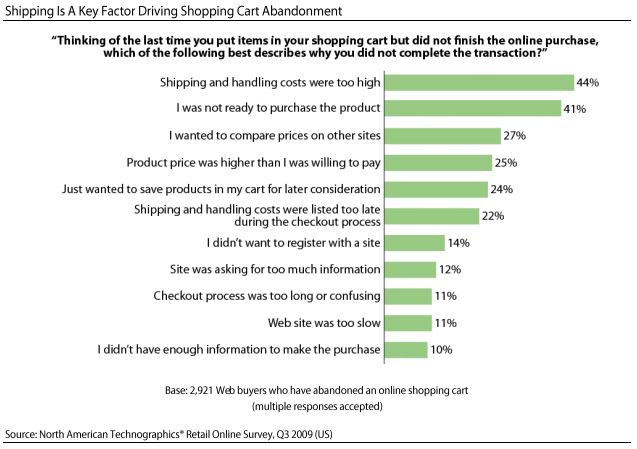 Shipping Is A Key Factor Driving Shopping Cart Abandonment
“Thinking of the last time you put items in your shopping cart but did not finish the online purchase,
which of the following best describes why you did not complete the transaction?”
Shipping and handling costs were too high 44%
I was not ready to purchase the product 41%
I wanted to compare prices on other sites 27%
Product price was higher than I was willing to pay 25%
Just wanted to save products in my cart for later consideration 24%
Shipping and handling costs were listed too late
during the checkout process 22%
I didn’t want to register with a site 14%
Site was asking for too much information 12%
Checkout process was too long or confusing 11%
Web site was too slow 11%
I didn’t have enough information to make the purchase 10%
Base: 2,921 Web buyers who have abandoned an online shopping cart
(multiple responses accepted)
Source: North American Technographics® Retail Online Survey, Q3 2009 (US)